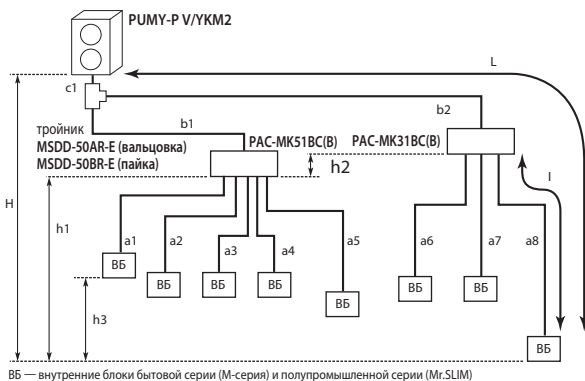 PUMY-P V/YKM2
L
c1
b2
тройник
MSDD-50AR-E (вальцовка)
MSDD-50BR-E (пайка)
b1
PAC-MK51BC(B)
PAC-MK31BC(B)
h2
H
h1
l
a1
a2
a3
a4
a5
a6
a7
a8
ВБ
ВБ
ВБ
ВБ
ВБ
ВБ
ВБ
h3
ВБ
ВБ — внутренние блоки бытовой серии (М-серия) и полупромышленной серии (Mr.SLIM)